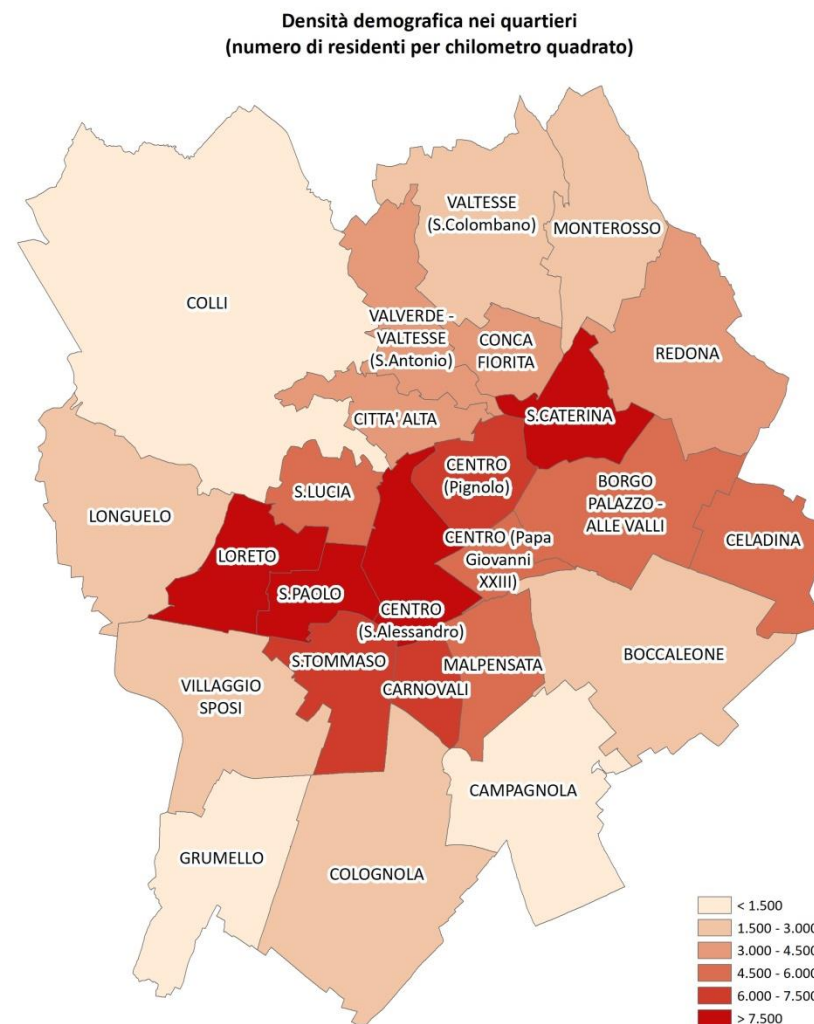 Densità demografica nei quartieri
(numero di residenti per chilometro quadrato)
VALTESSE
(S.Colombano)
MONTEROSSO
COLLI
VALVERDE -
VALTESSE
(S.Antonio)
CONCA
FIORITA
REDONA
CITTA' ALTA
S.CATERINA
CENTRO
(Pignolo)
S.LUCIA
BORGO
PALAZZO -
ALLE VALLI
LONGUELO
CENTRO (Papa
Giovanni
XXIII)
CELADINA
LORETO
S.PAOLO
CENTRO
(S.Alessandro)
S.TOMMASO
MALPENSATA
BOCCALEONE
VILLAGGIO
SPOSI
CARNOVALI
CAMPAGNOLA
GRUMELLO
COLOGNOLA
< 1.500
1.500 - 3.000
3.000 - 4.500
4.500 - 6.000
6.000 - 7.500
> 7.500